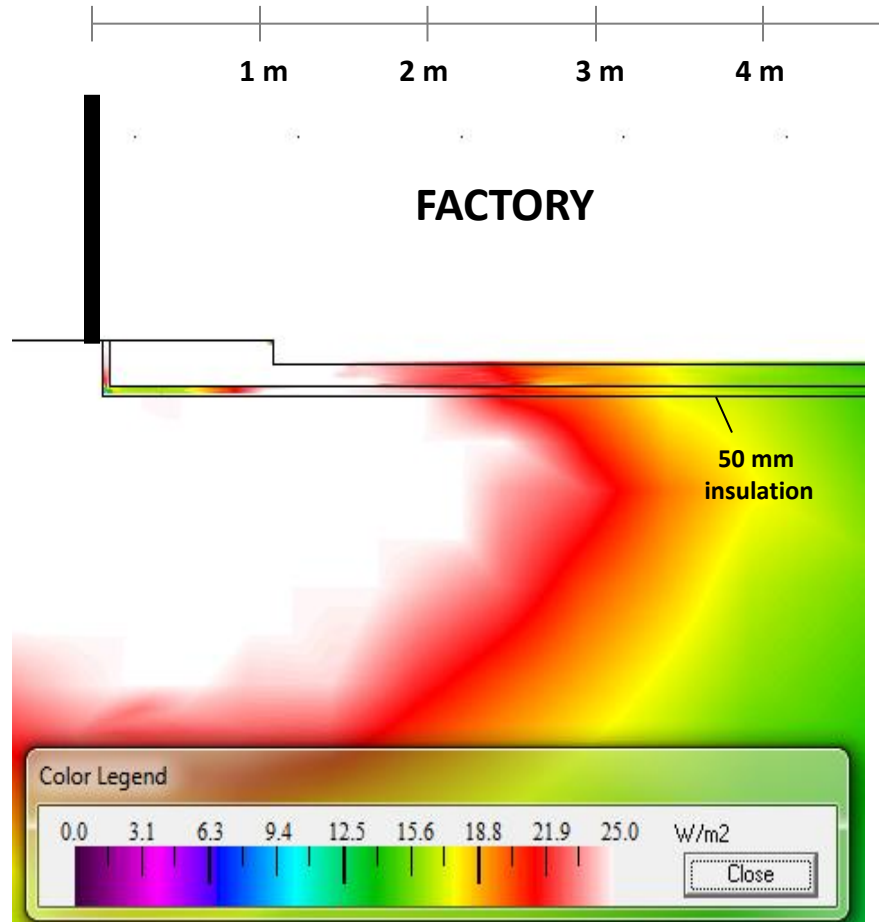 1 m 2 m 3 m 4 m
FACTORY
50 mm
insulation
Color Legend
0.0 3.1 6.3 9.4 12.5 15.6 18.8 21.9 25.0 W/m2
Close